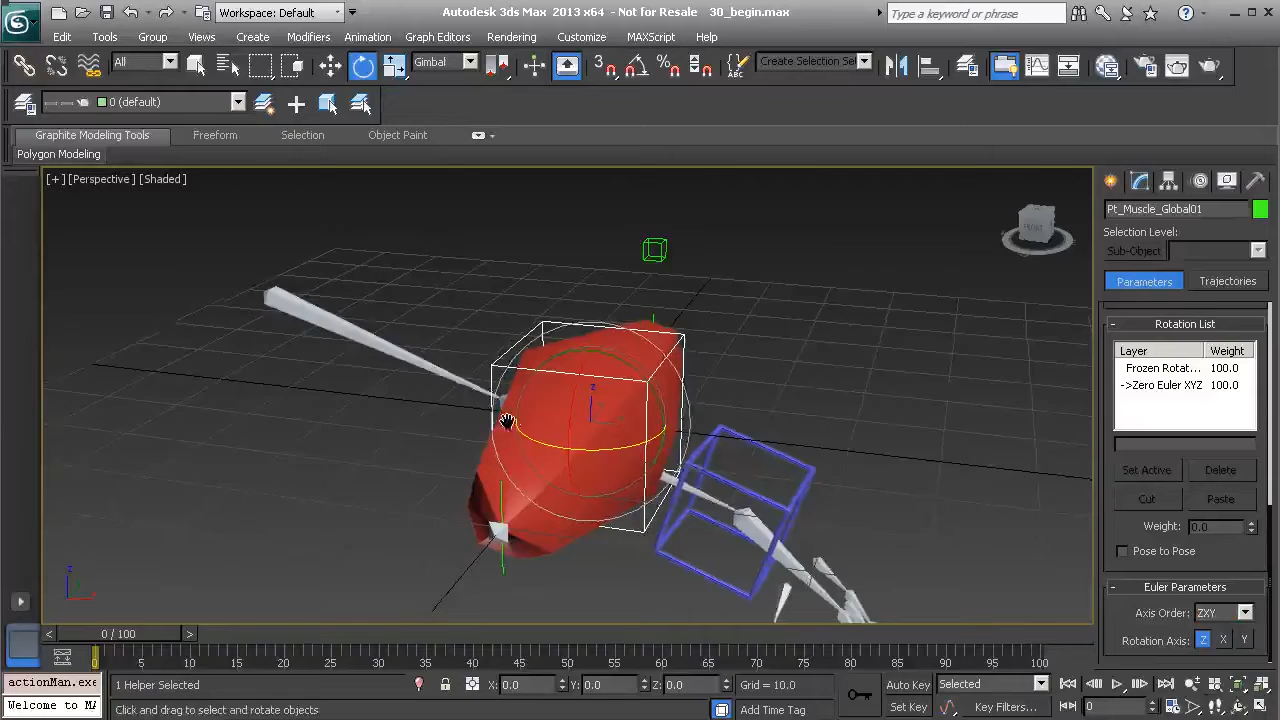 Workspace: Default
Autodesk 3ds Max 2013 x64 - Not for Resale 30_begin.max
Type a keyword or phrase
Edit Tools Group Views Create Modifiers Animation Graph Editors Rendering Customize MAXScript Help
All
Gimbal
3
Create Selection Se
0 (default)
Graphite Modeling Tools Freeform Selection Object Paint
Polygon Modeling
[+] [Perspective] [Shaded]
FRONT
z
z
Pt_Muscle_Global01
Selection Level:
Sub-Object
Parameters Trajectories
- Rotation List
Layer Weight
Frozen Rotat... 100.0
->Zero Euler XYZ 100.0
Set Active Delete
Cut Paste
Weight: 0.0
Pose to Pose
- Euler Parameters
Axis Order: ZXY
Rotation Axis: Z X Y
< 0 / 100 >
0 5 10 15 20 25 30 35 40 45 50 55 60 65 70 75 80 85 90 95 100
actionMan.exe
Welcome to MA
1 Helper Selected
X: 0.0 Y: 0.0 Z: 0.0 Grid = 10.0
Auto Key Selected
Click and drag to select and rotate objects
Add Time Tag
Set Key Key Filters... 0